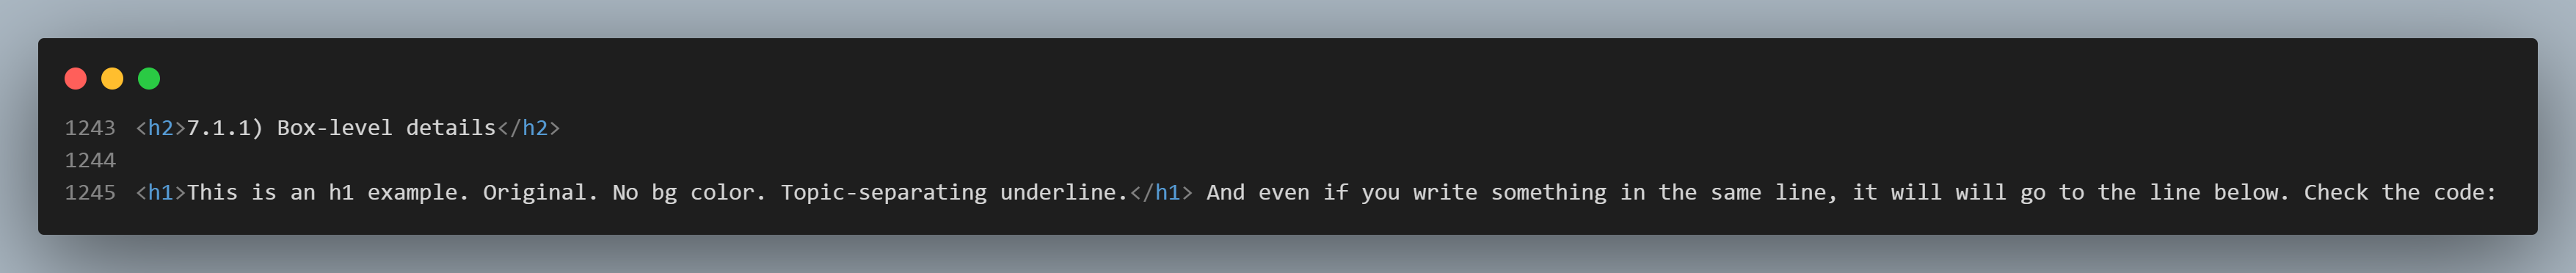 1243 <h2>7.1.1) Box-level details</h2>
1244
1245 <h1>This is an h1 example. Original. No bg color. Topic-separating underline.</h1> And even if you write something in the same line, it will will go to the line below. Check the code: